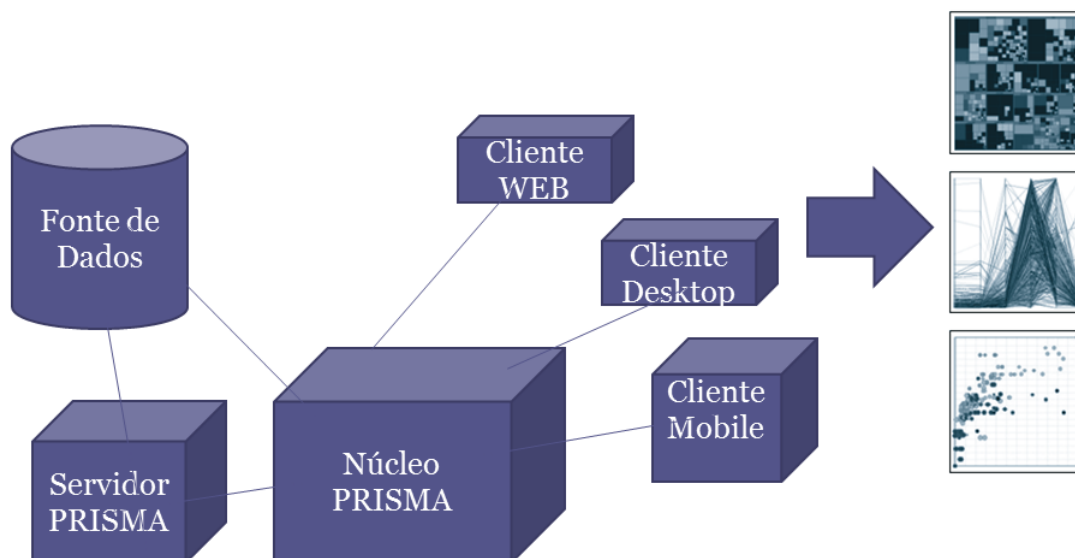 Fonte de
Dados
Cliente
WEB
Cliente
Desktop
Cliente
Mobile
Núcleo
PRISMA
Servidor
PRISMA